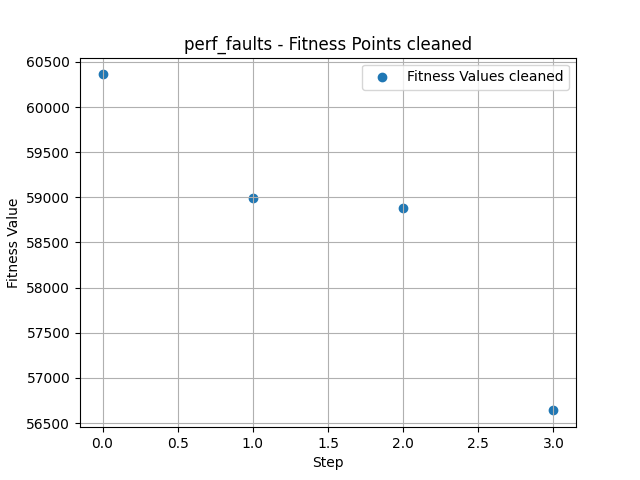 perf_faults - Fitness Points cleaned
Fitness Values cleaned
60500
60000
59500
59000
58500
58000
57500
57000
56500
Fitness Value
0.0 0.5 1.0 1.5 2.0 2.5 3.0
Step